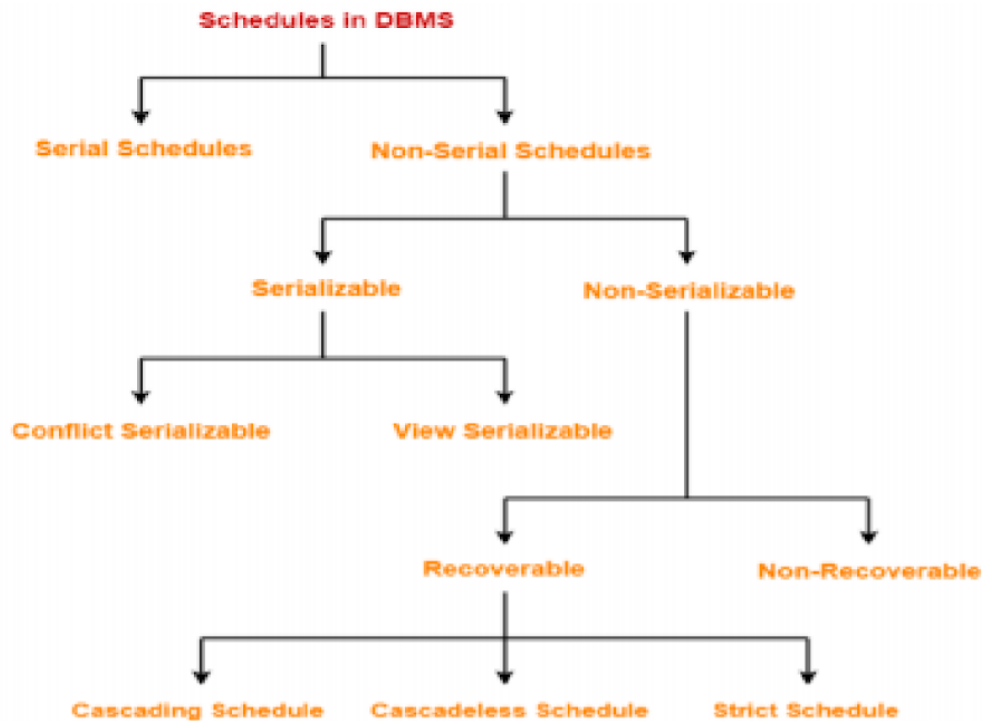 Schedules in DBMS
Serial Schedules
Non-Serial Schedules
Serializable
Non-Serializable
Conflict Serializable
View Serializable
Recoverable
Non-Recoverable
Cascading Schedule
Cascadeless Schedule
Strict Schedule